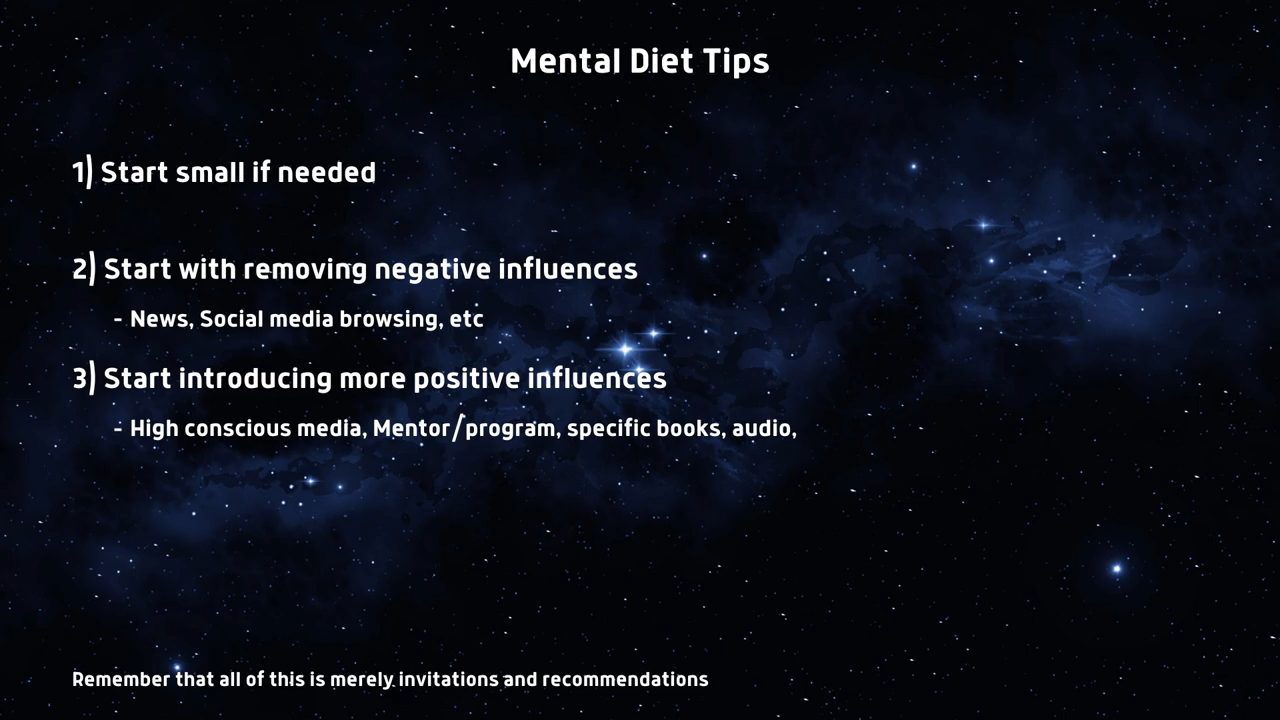 Mental Diet Tips
1) Start small if needed
2) Start with removing negative influences
- News, Social media browsing, etc
3) Start introducing more positive influences
- High conscious media, Mentor/program, specific books, audio,
Remember that all of this is merely invitations and recommendations